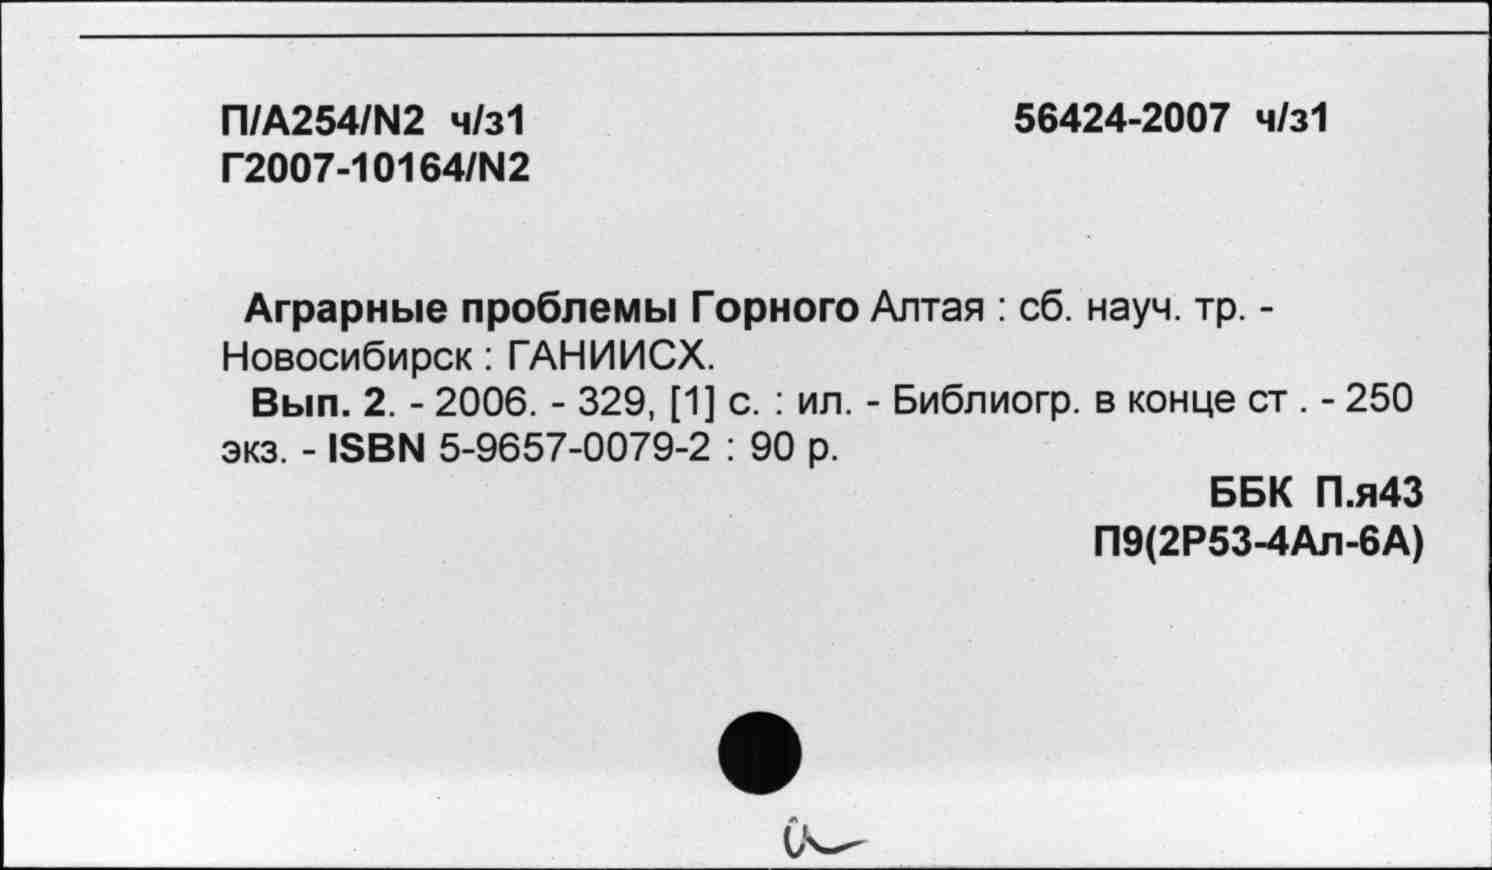 П/А254/N2 ч/з1 56424-2007 ч/з1
Г2007-10164/N2
Аграрные проблемы Горного Алтая : сб. науч. тр. -
Новосибирск : ГАНИИСХ.
Вып. 2. - 2006. - 329, [1] с. : ил. - Библиогр. в конце ст . - 250
экз. - ISBN 5-9657-0079-2 : 90 р.
ББК П.я43
П9(2Р53-4Ал-6А)